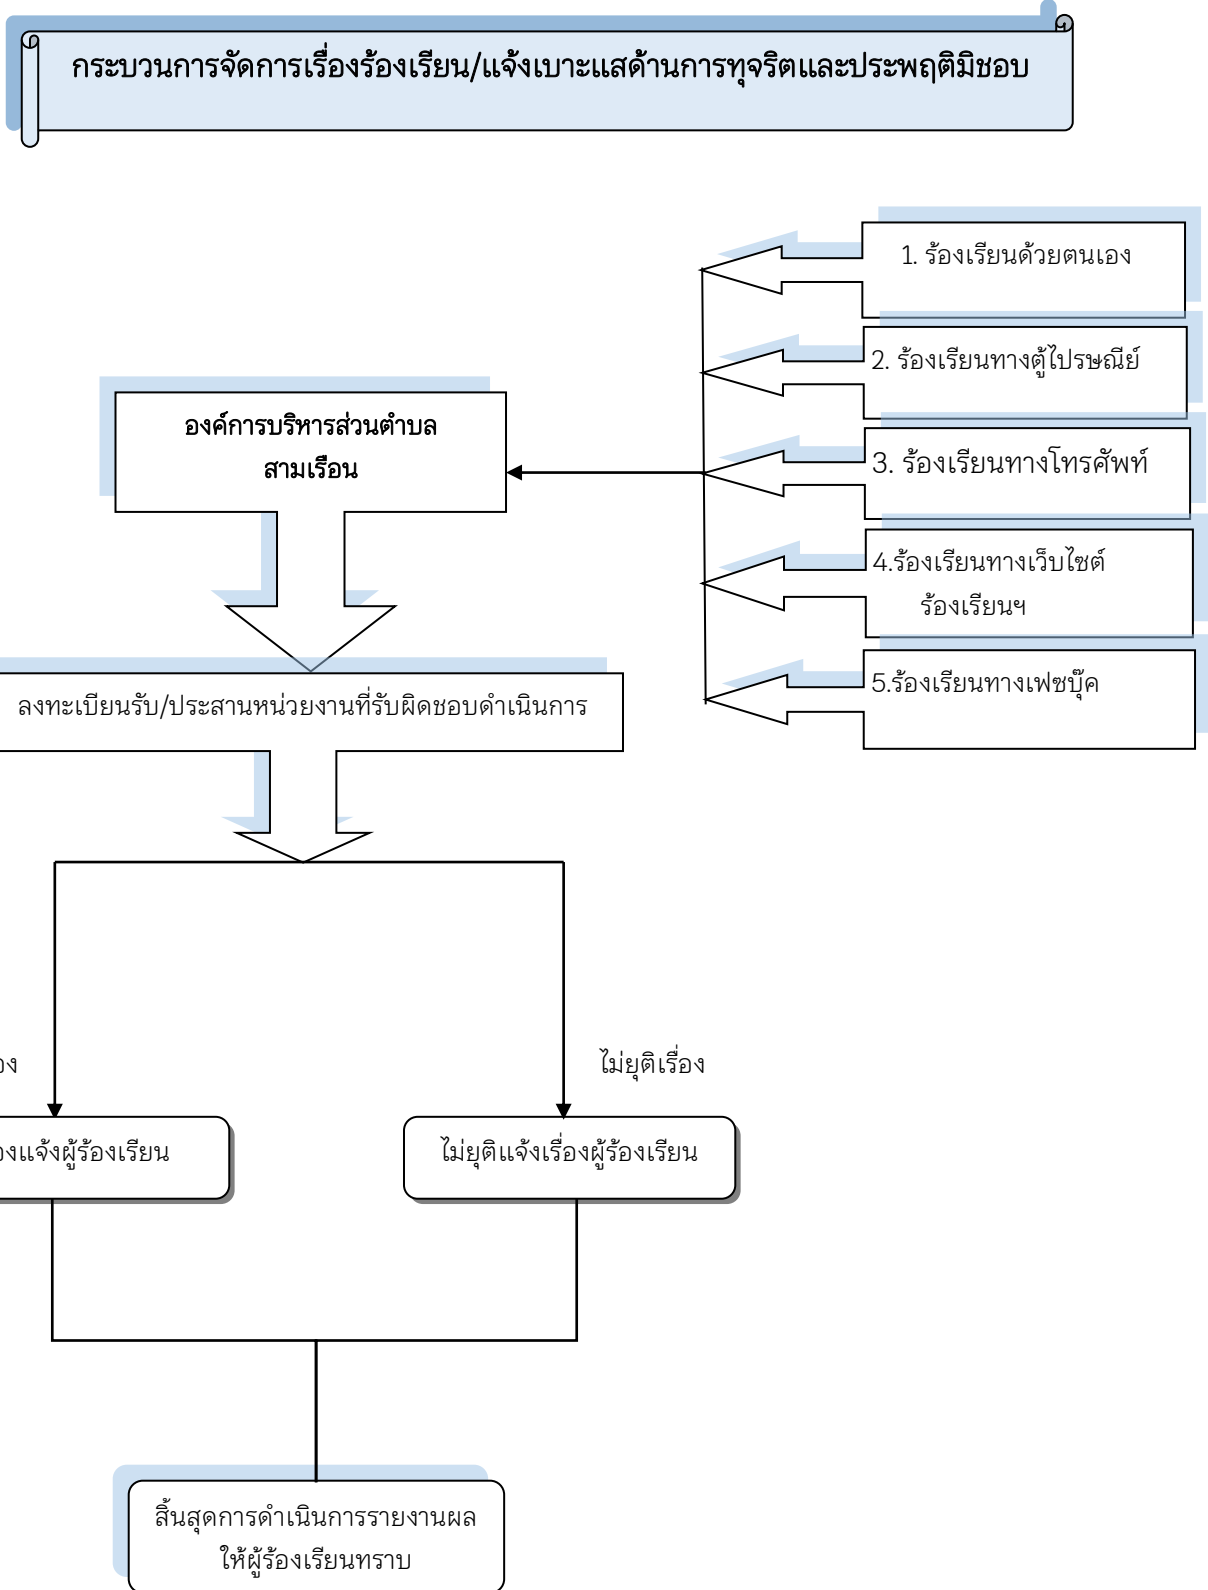 กระบวนการจัดการเรื่องร้องเรียน/แจ้งเบาะแสด้านการทุจริตและประพฤติมิชอบ
1. ร้องเรียนด้วยตนเอง
2. ร้องเรียนทางตู้ไปรษณีย์
3. ร้องเรียนทางโทรศัพท์
4.ร้องเรียนทางเว็บไซต์
ร้องเรียนฯ
5.ร้องเรียนทางเฟซบุ๊ค
องค์การบริหารส่วนตำบล
สามเรือน
ลงทะเบียนรับ/ประสานหน่วยงานที่รับผิดชอบดำเนินการ
ไม่ยุติเรื่อง
แจ้งผู้ร้องเรียน
ไม่ยุติแจ้งเรื่องผู้ร้องเรียน
สิ้นสุดการดำเนินการรายงานผล
ให้ผู้ร้องเรียนทราบ